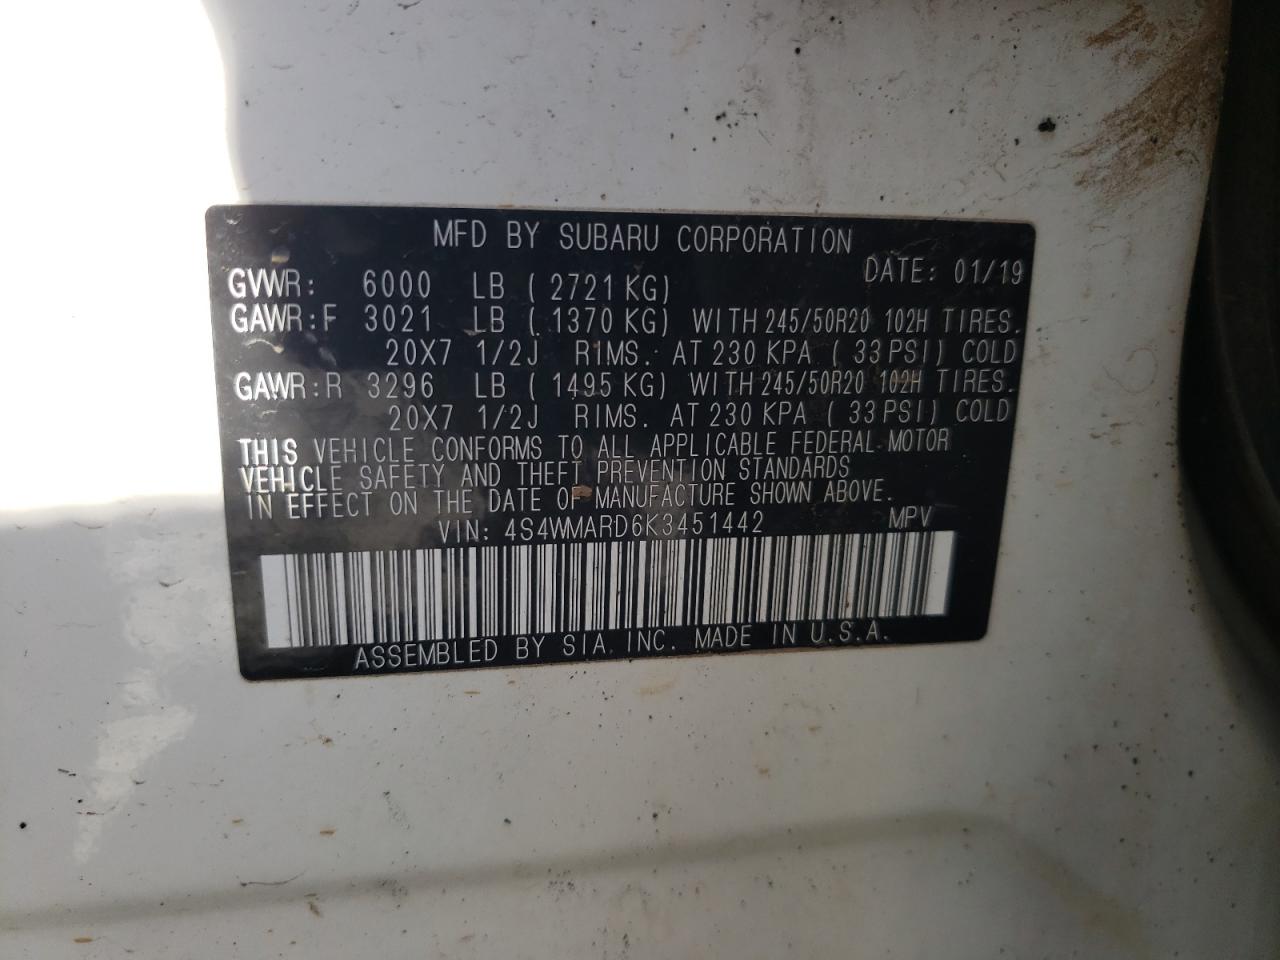 MFD BY SUBARU CORPORATION
DATE: 01/19
GVWR: 6000 LB ( 2721 KG)
GAWR:F 3021 LB ( 1370 KG) WITH 245/50R20 102H TIRES.
20X7 1/2J RIMS. AT 230 KPA ( 33 PSI) COLD
GAWR:R 3296 LB ( 1495 KG) WITH 245/50R20 102H TIRES.
20X7 1/2J RIMS. AT 230 KPA ( 33 PSI) COLD
THIS VEHICLE CONFORMS TO ALL APPLICABLE FEDERAL MOTOR
VEHICLE SAFETY AND THEFT PREVENTION STANDARDS
IN EFFECT ON THE DATE OF MANUFACTURE SHOWN ABOVE.
VIN: 4S4WMARD6K3451442 MPV
ASSEMBLED BY SIA, INC. MADE IN U.S.A.